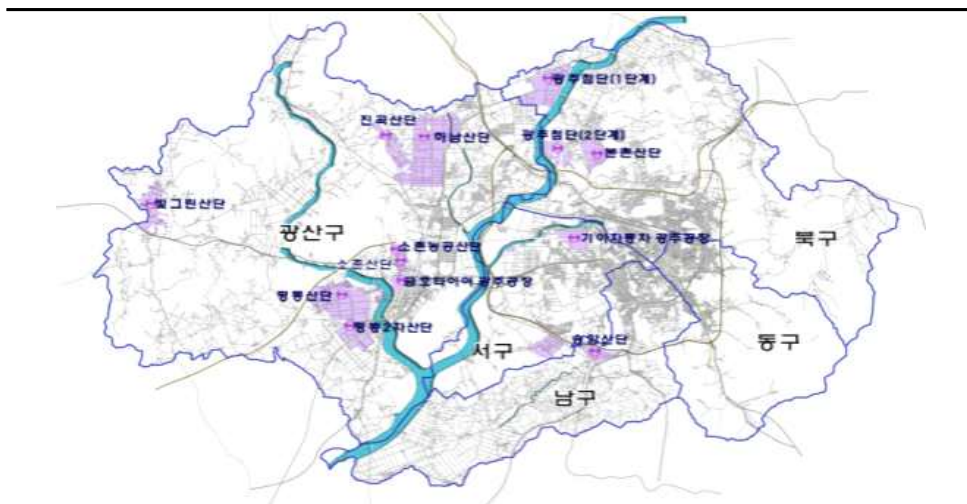 광주첨단(1단계)
진곡산단
하남산단
광주첨단(2단계)
본촌산단
빛그린산단
광산구
기아자동차 광주공장
북구
소촌농공산단
소촌산단
금호타이어 광주공장
평동산단
평동2차산단
서구
송암산단
동구
남구